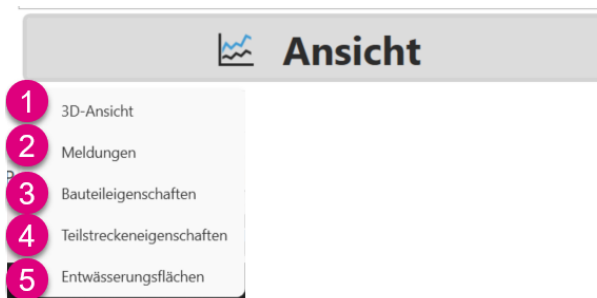 Ansicht
1 3D-Ansicht
2 Meldungen
3 Bauteileigenschaften
4 Teilstreckeneigenschaften
5 Entwässerungsflächen